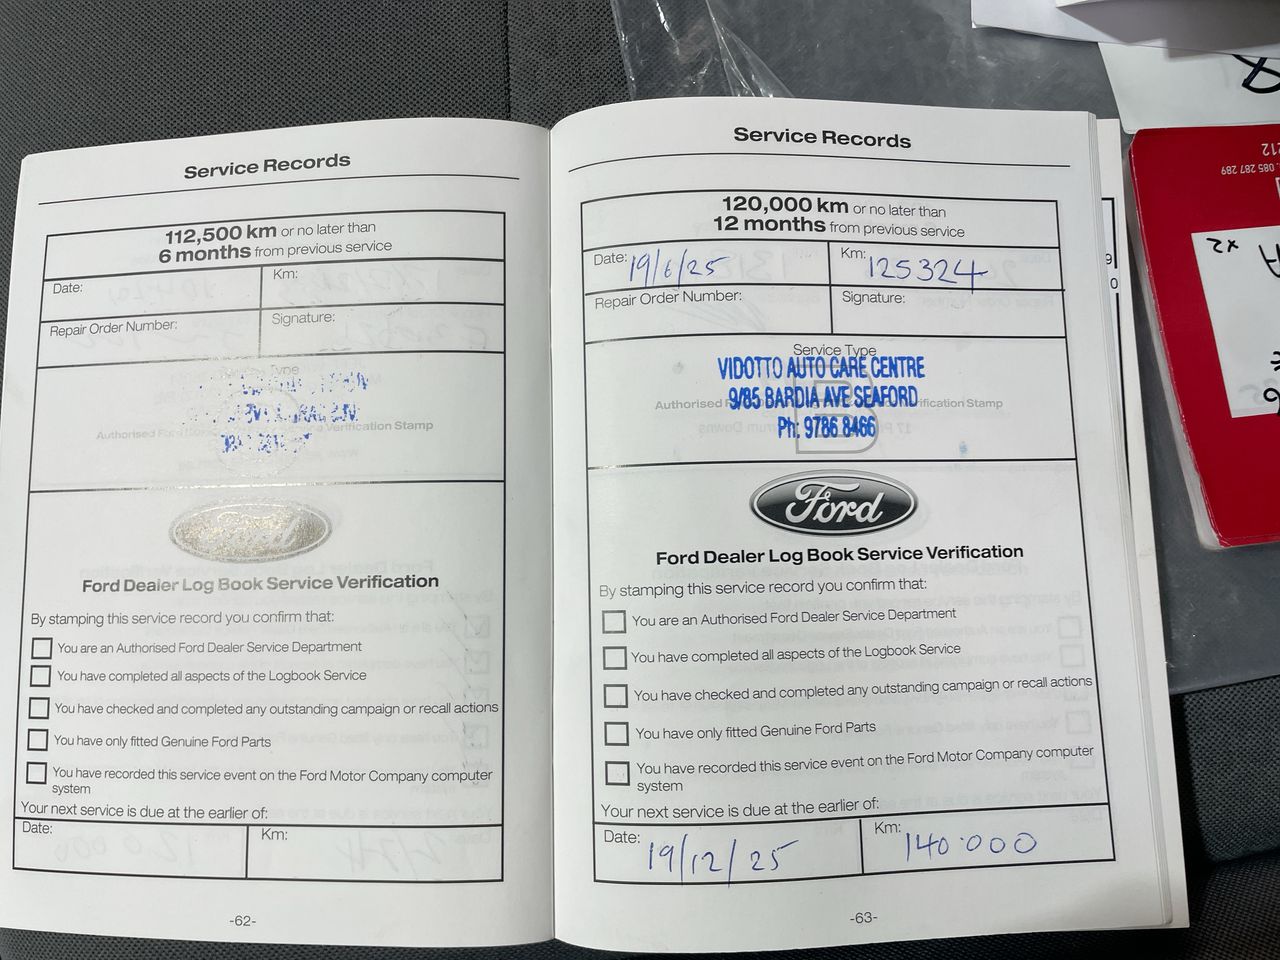 Service Records
112,500 km or no later than
6 months from previous service
Date:
Km:
Repair Order Number:
Signature:
Type
Verification Stamp
Ford
Ford Dealer Log Book Service Verification
By stamping this service record you confirm that:
You are an Authorised Ford Dealer Service Department
You have completed all aspects of the Logbook Service
You have checked and completed any outstanding campaign or recall actions
You have only fitted Genuine Ford Parts
You have recorded this service event on the Ford Motor Company computer
system
Your next service is due at the earlier of:
Date:
Km:
-62-
Service Records
120,000 km or no later than
12 months from previous service
Date: 19/6/25
Km: 125324
Repair Order Number:
Signature:
Service Type
VIDOTTO AUTO CARE CENTRE
9/85 BARDIA AVE SEAFORD
Authorised
Verification Stamp
Ph: 9786 8466
B
Ford
Ford Dealer Log Book Service Verification
By stamping this service record you confirm that:
You are an Authorised Ford Dealer Service Department
You have completed all aspects of the Logbook Service
You have checked and completed any outstanding campaign or recall actions
You have only fitted Genuine Ford Parts
You have recorded this service event on the Ford Motor Company computer
system
Your next service is due at the earlier of:
Date: 19/12/25
Km: 140.000
-63-
212
085 287 289
x2